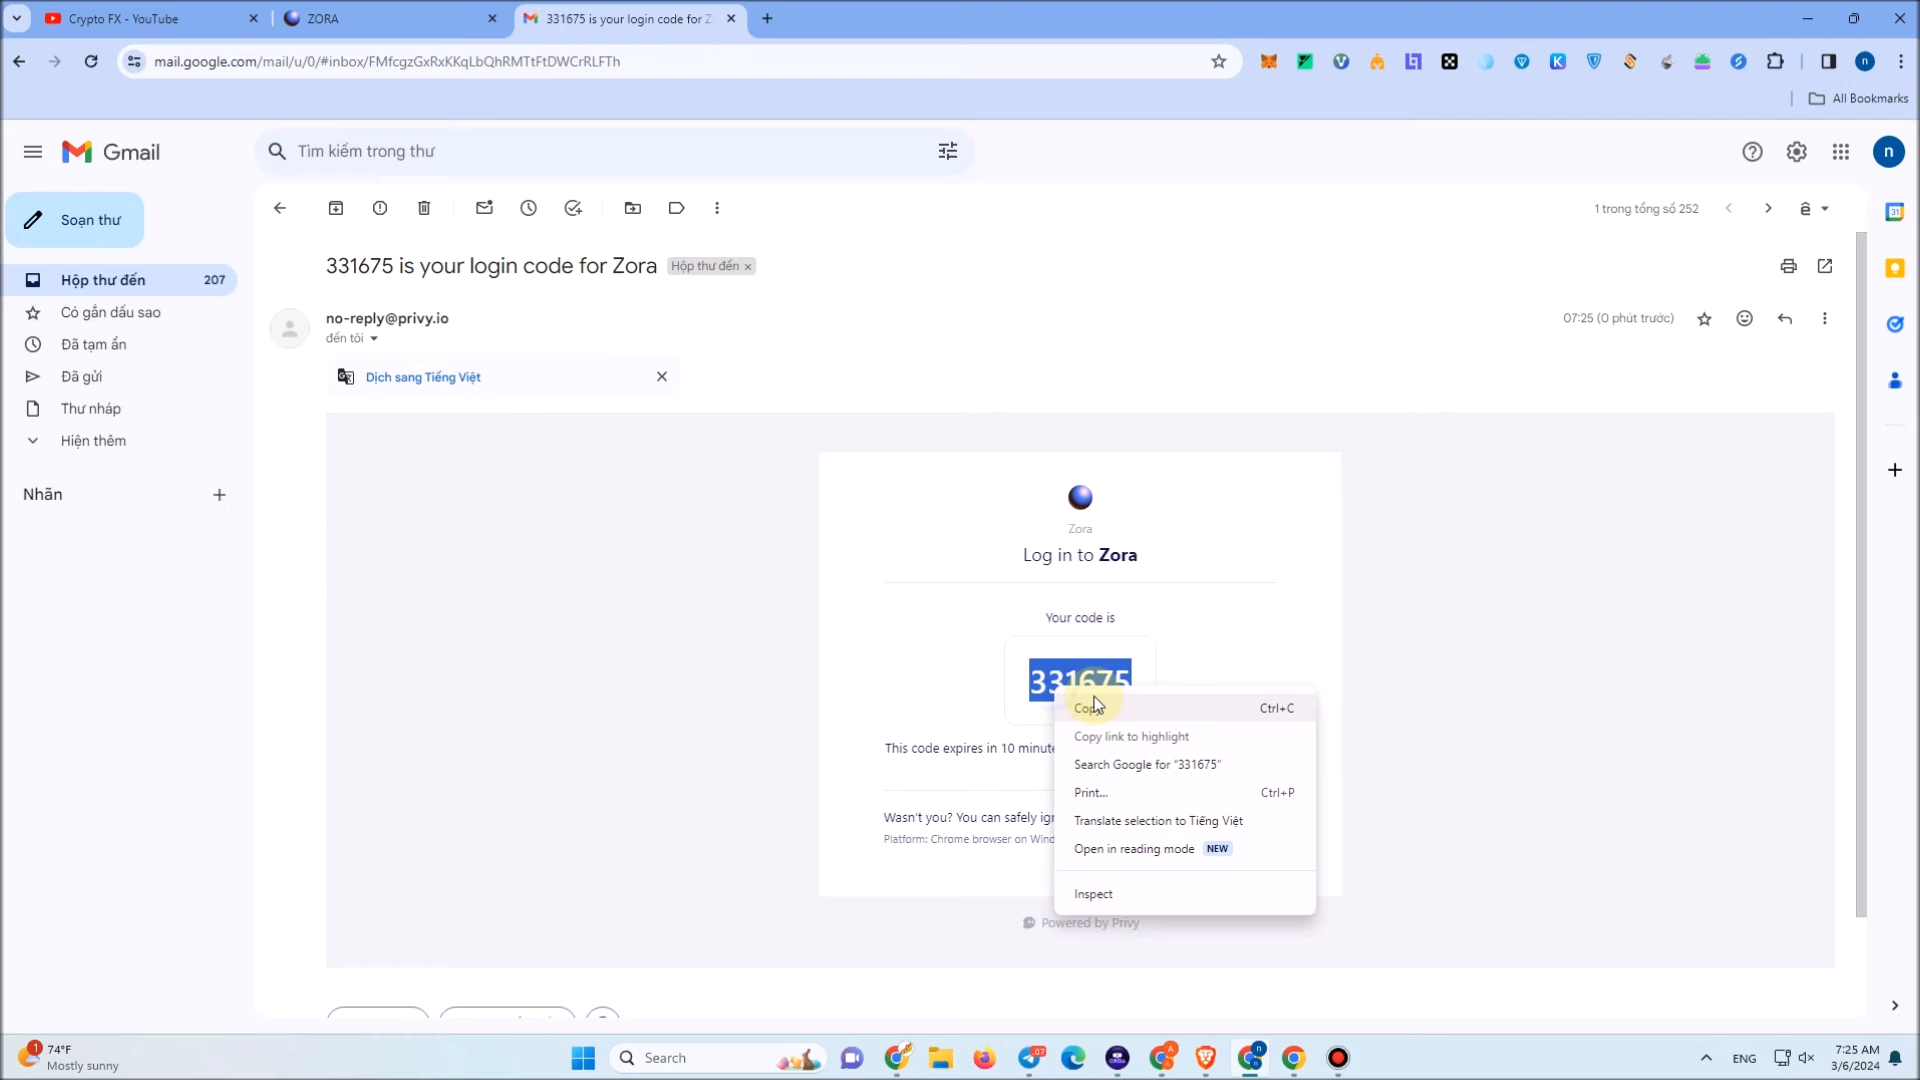 Crypto FX - YouTube
ZORA
331675 is your login code for Z
mail.google.com/mail/u/0/#inbox/FMfcgzGxRxKKqLbQhRMTtFtDWCrRLFTh
All Bookmarks
Gmail
Tìm kiếm trong thư
Soạn thư
1 trong tổng số 252
331675 is your login code for Zora
Hộp thư đến
Hộp thư đến 207
Có gắn dấu sao
Đã tạm ẩn
Đã gửi
Thư nháp
Hiện thêm
Nhãn
no-reply@privy.io
đến tôi
07:25 (0 phút trước)
Dịch sang Tiếng Việt
Zora
Log in to Zora
Your code is
331675
Copy Ctrl+C
Copy link to highlight
Search Google for "331675"
Print... Ctrl+P
Translate selection to Tiếng Việt
Open in reading mode NEW
Inspect
This code expires in 10 minute
Wasn't you? You can safely ign
Platform: Chrome browser on Wind
Powered by Privy
74°F
Mostly sunny
Search
ENG
7:25 AM
3/6/2024